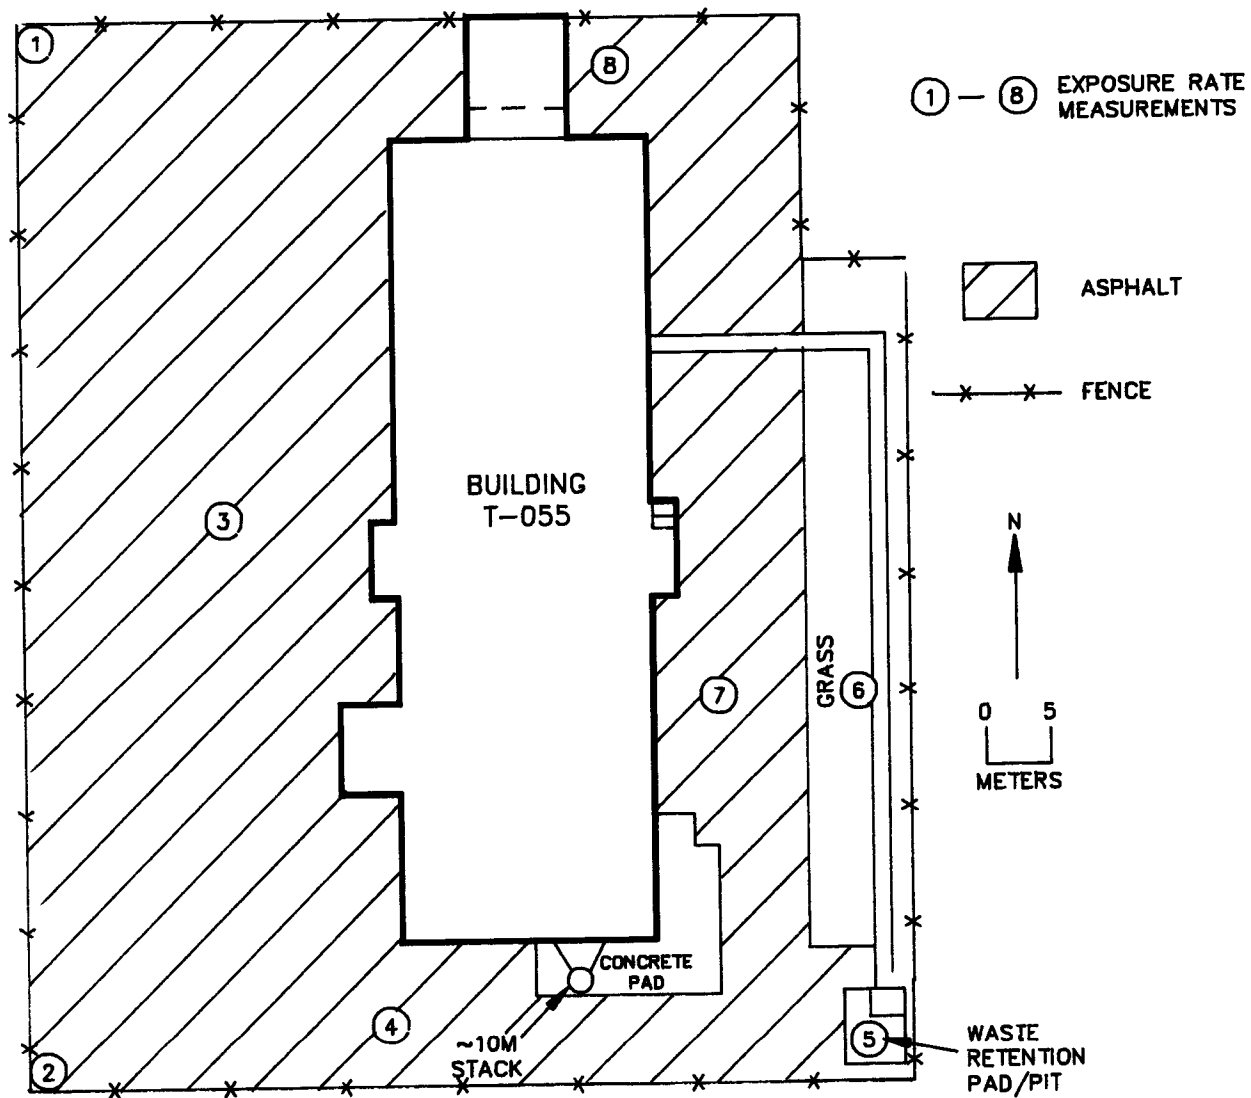 1
8
1 — 8 EXPOSURE RATE
MEASUREMENTS
ASPHALT
FENCE
BUILDING
T-055
3
N
GRASS
6
7
0 5
METERS
CONCRETE
PAD
4
~10M
STACK
5
WASTE
RETENTION
PAD/PIT
2